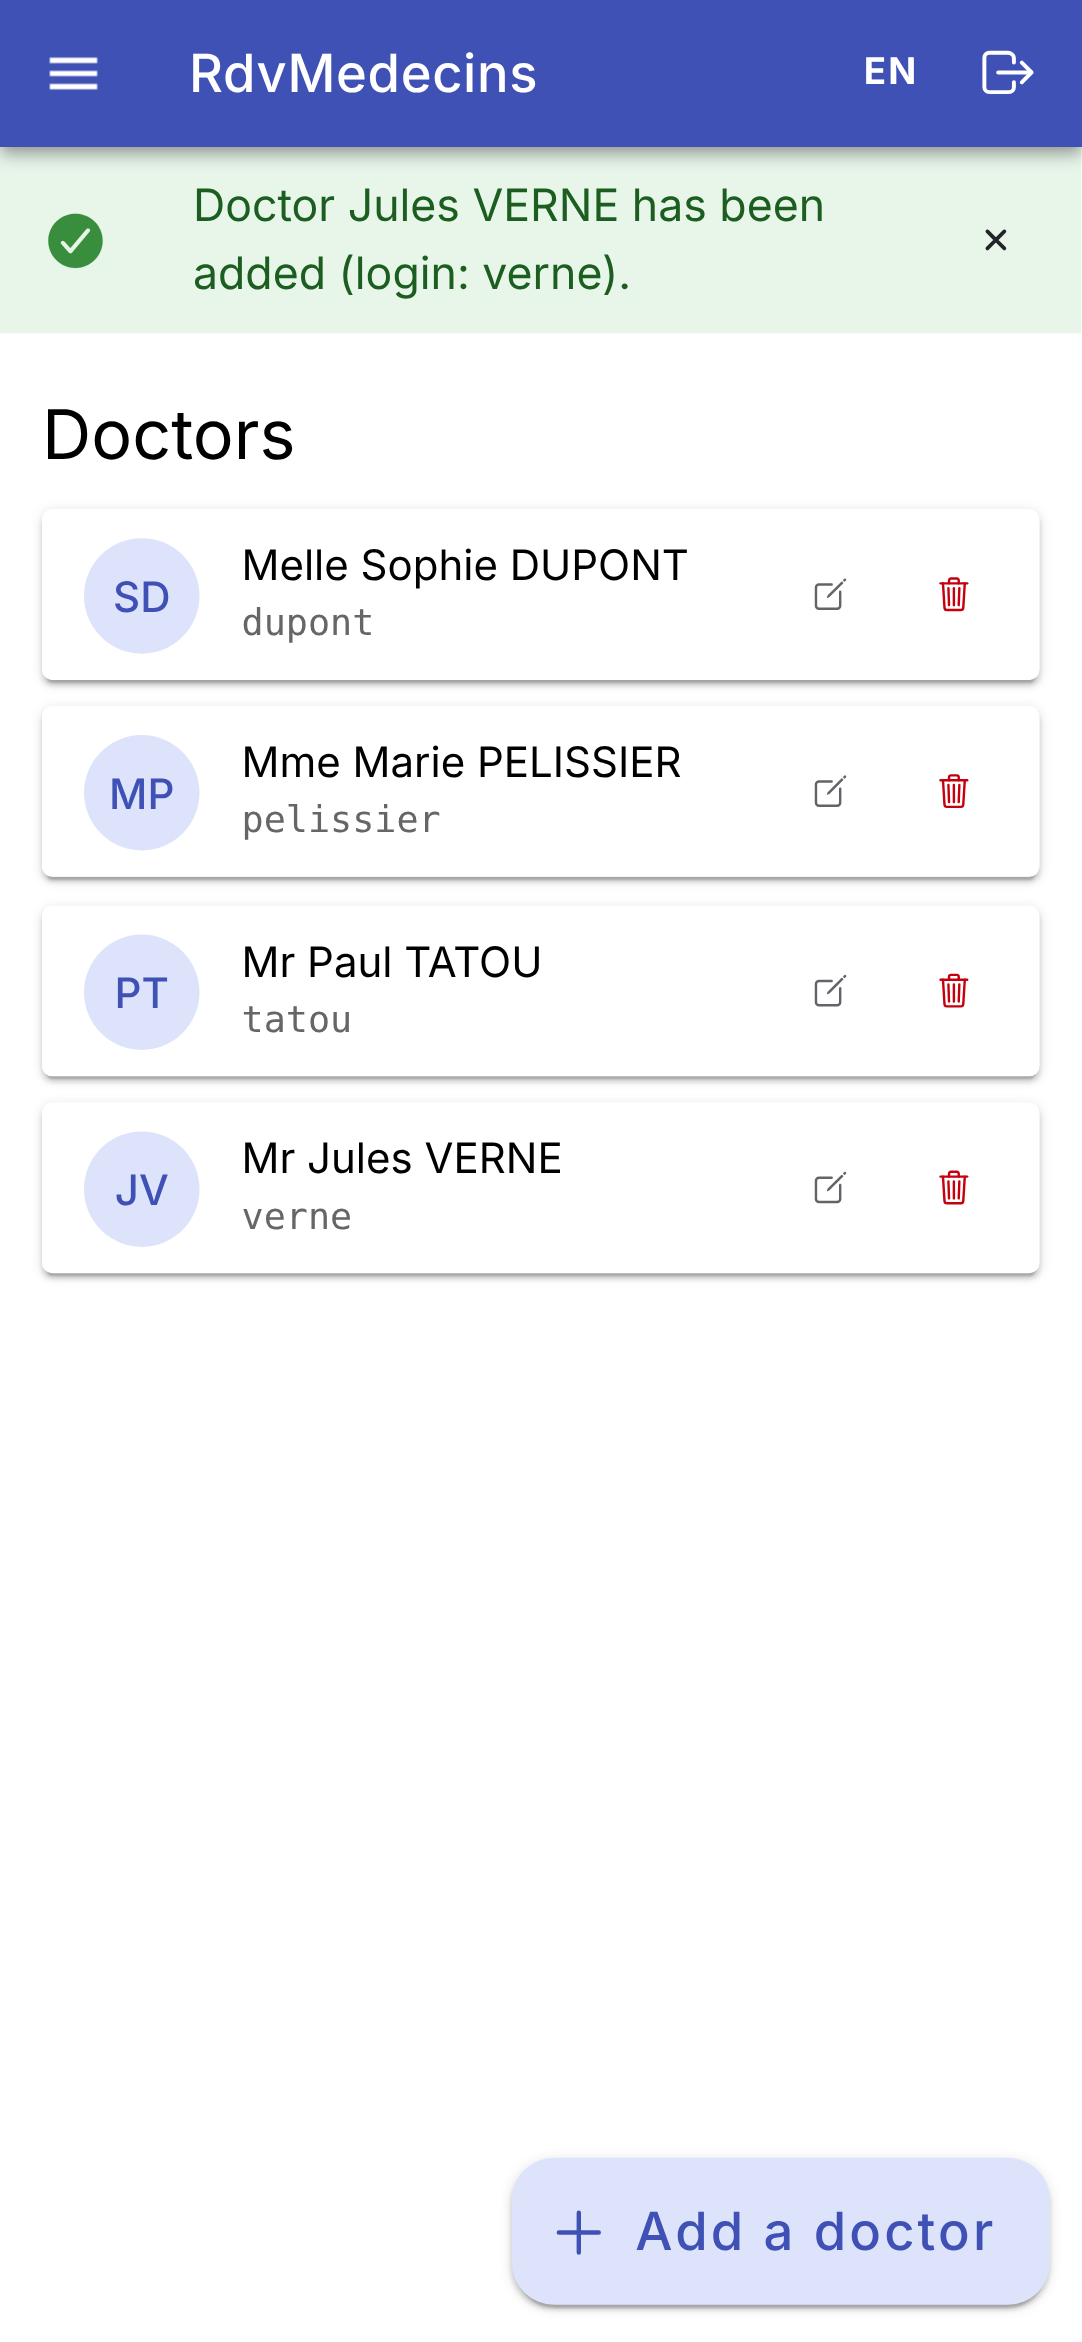 RdvMedecins
EN
Doctor Jules VERNE has been
added (login: verne).
Doctors
SD
Melle Sophie DUPONT
dupont
MP
Mme Marie PELISSIER
pelissier
PT
Mr Paul TATOU
tatou
JV
Mr Jules VERNE
verne
Add a doctor